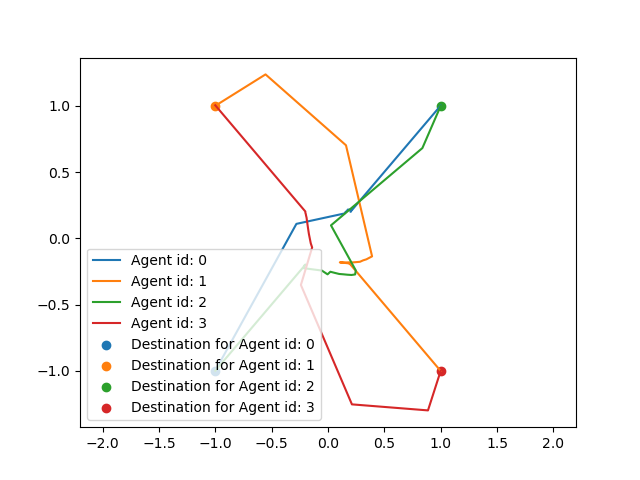 1.0
0.5
0.0
−0.5
−1.0
Agent id: 0
Agent id: 1
Agent id: 2
Agent id: 3
Destination for Agent id: 0
Destination for Agent id: 1
Destination for Agent id: 2
Destination for Agent id: 3
−2.0 −1.5 −1.0 −0.5 0.0 0.5 1.0 1.5 2.0